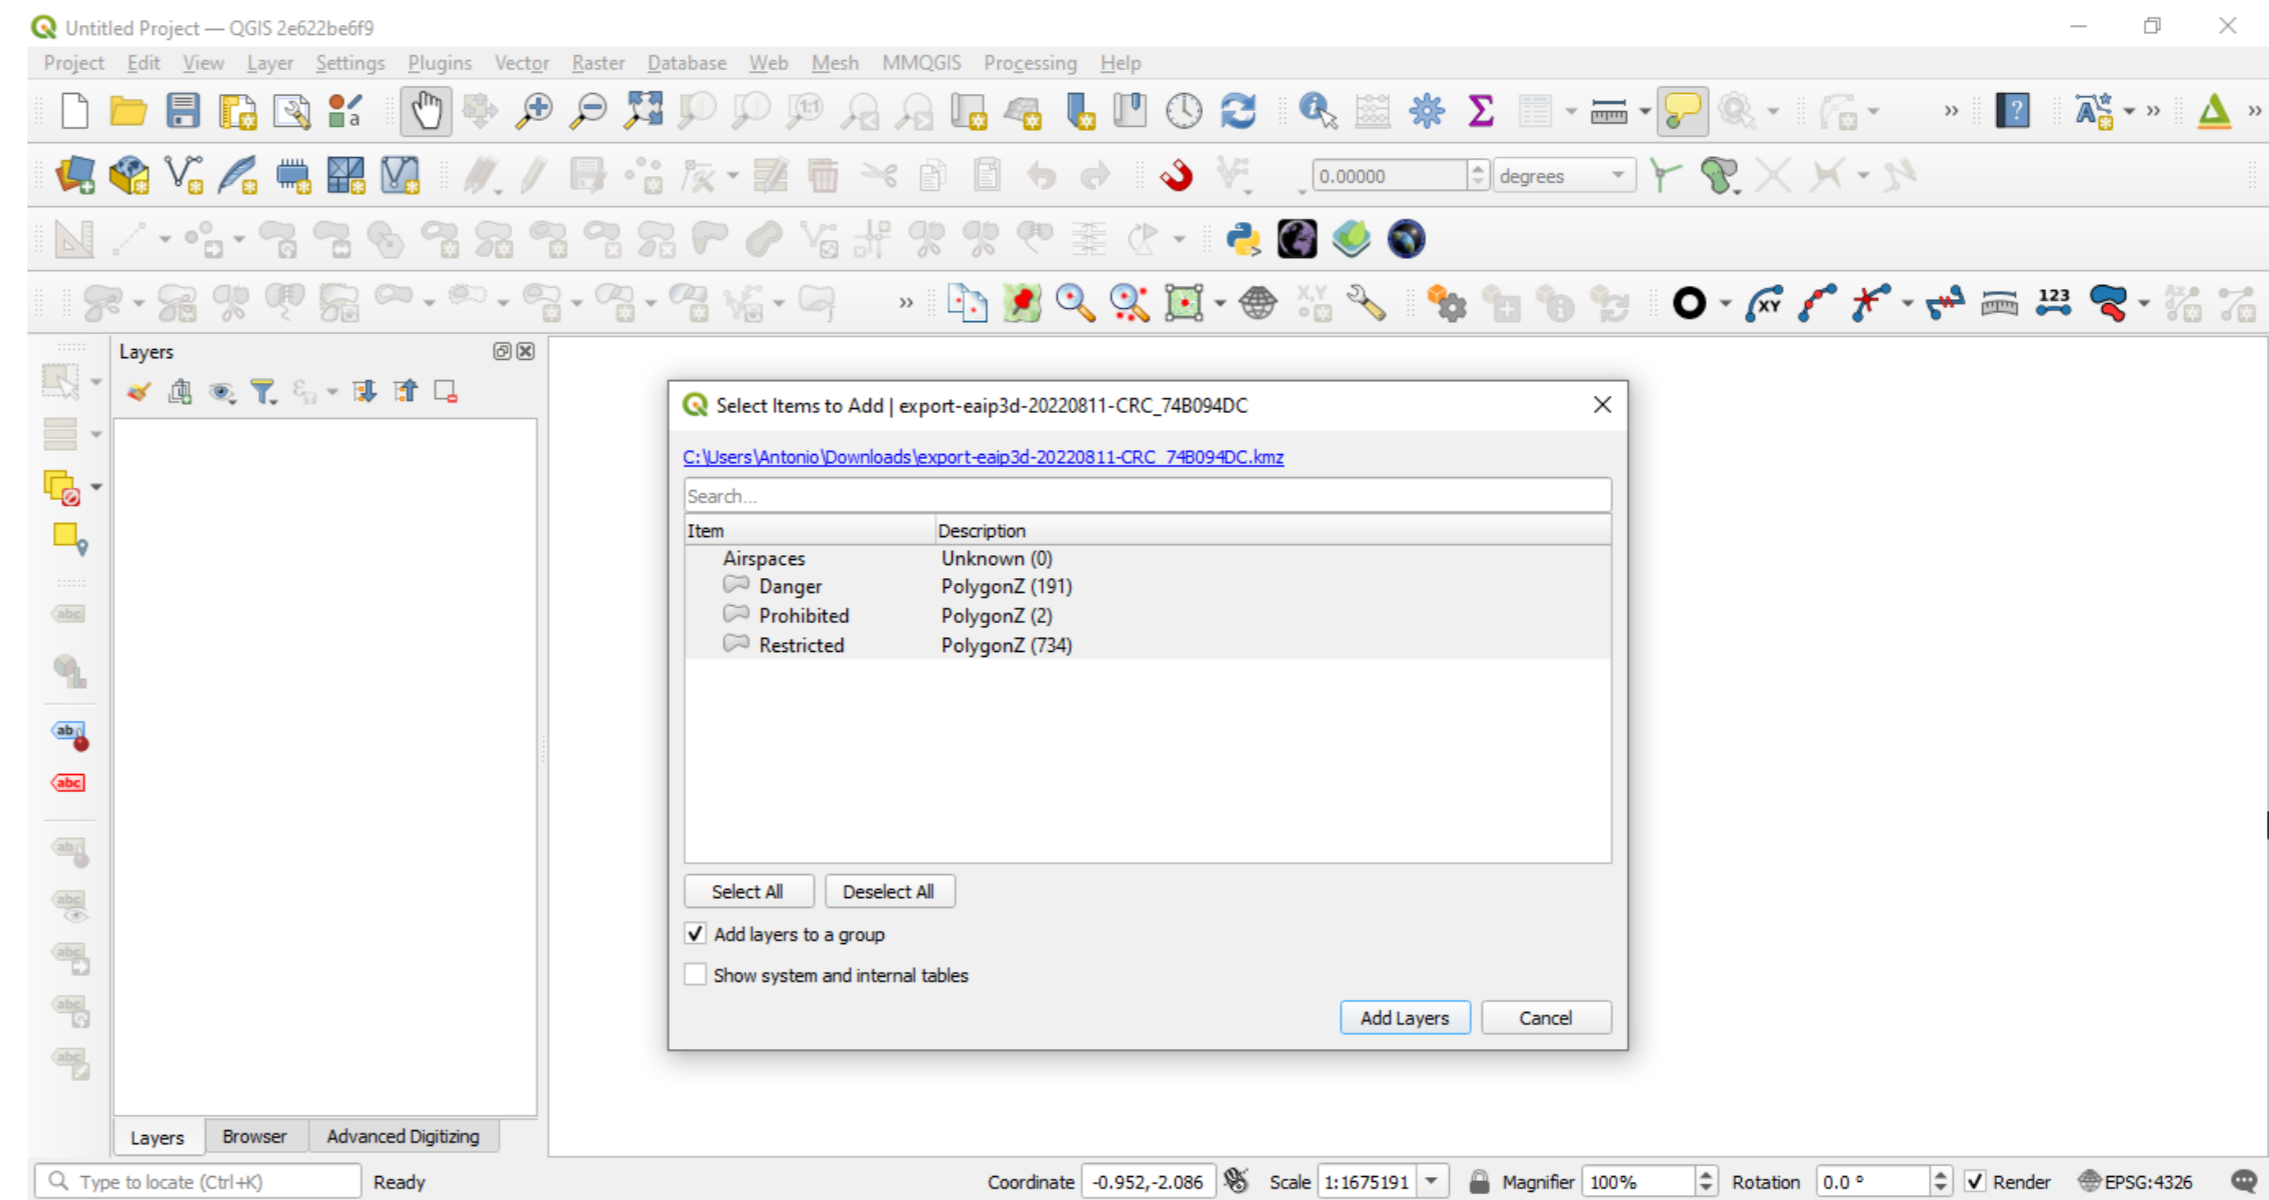 Untitled Project — QGIS 2e622be6f9
Project Edit View Layer Settings Plugins Vector Raster Database Web Mesh MMQGIS Processing Help
0.00000 degrees
123
Layers
Select Items to Add | export-eaip3d-20220811-CRC_74B094DC
C:\Users\Antonio\Downloads\export-eaip3d-20220811-CRC_74B094DC.kmz
Search...
Item Description
Airspaces Unknown (0)
Danger PolygonZ (191)
Prohibited PolygonZ (2)
Restricted PolygonZ (734)
Select All Deselect All
Add layers to a group
Show system and internal tables
Add Layers Cancel
Layers Browser Advanced Digitizing
Type to locate (Ctrl+K) Ready Coordinate -0.952,-2.086 Scale 1:1675191 Magnifier 100% Rotation 0.0 ° Render EPSG:4326